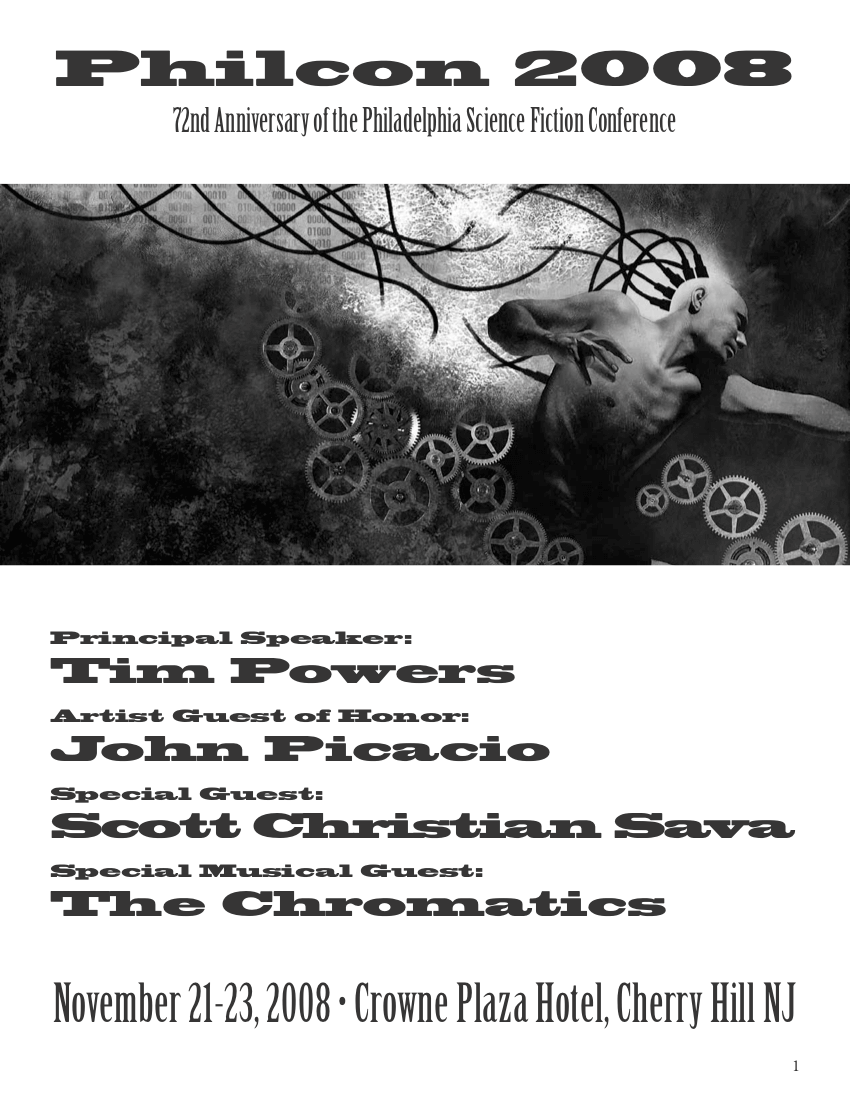 Philcon 2008
72nd Anniversary of the Philadelphia Science Fiction Conference
Principal Speaker:
Tim Powers
Artist Guest of Honor:
John Picacio
Special Guest:
Scott Christian Sava
Special Musical Guest:
The Chromatics
November 21-23, 2008 • Crowne Plaza Hotel, Cherry Hill NJ
1